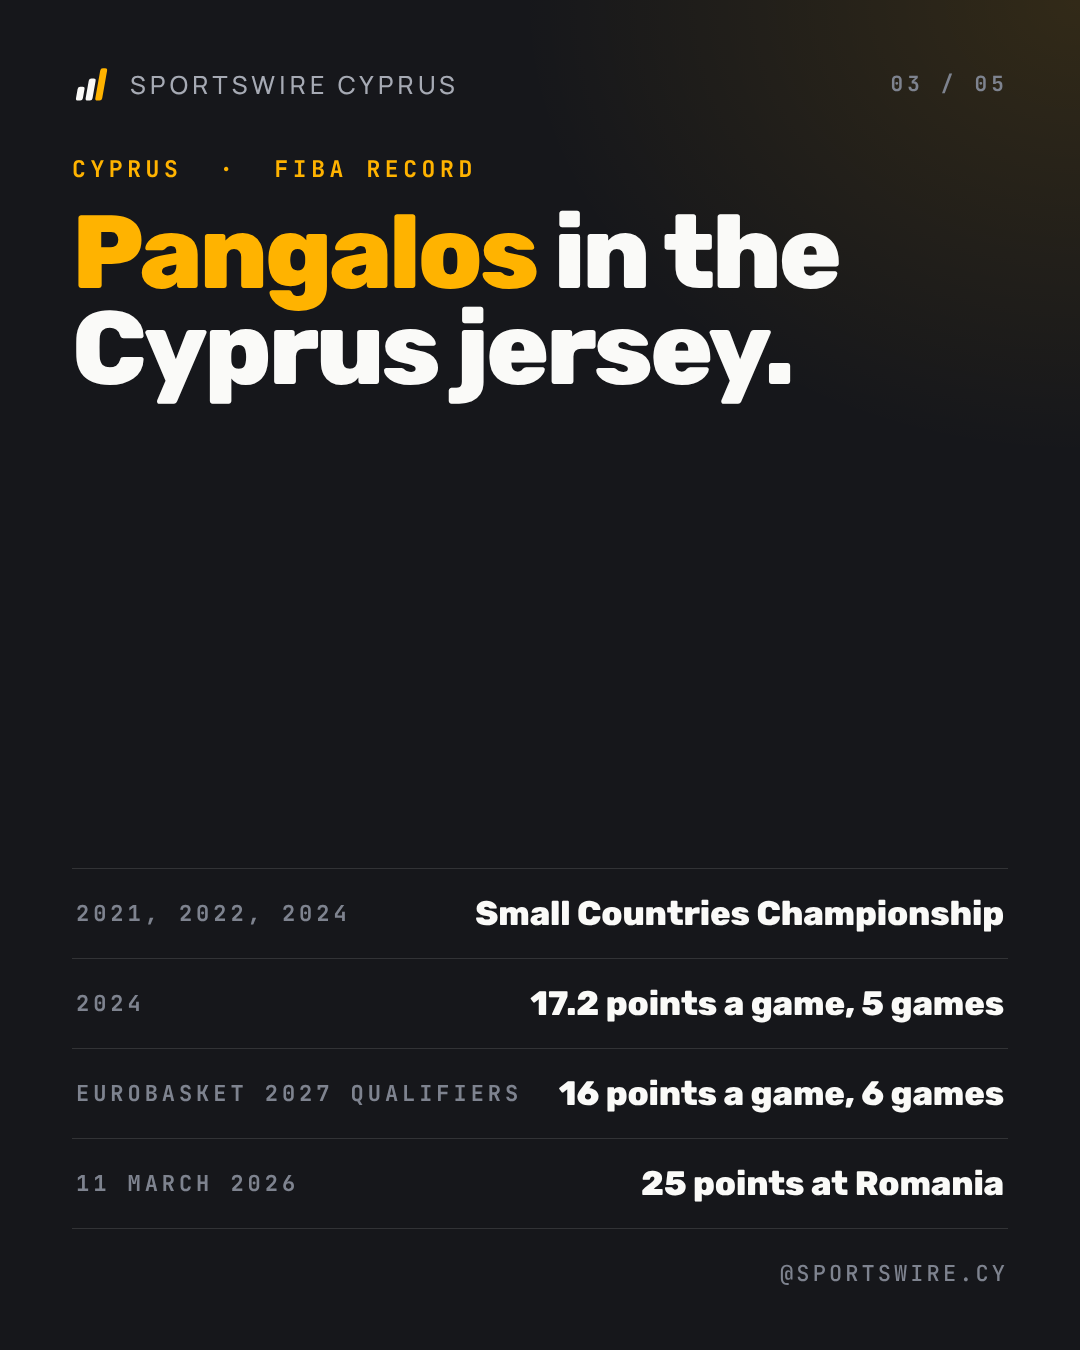 SPORTSWIRE CYPRUS
03 / 05
CYPRUS · FIBA RECORD
Pangalos in the
Cyprus jersey.
2021, 2022, 2024 Small Countries Championship
2024 17.2 points a game, 5 games
EUROBASKET 2027 QUALIFIERS 16 points a game, 6 games
11 MARCH 2026 25 points at Romania
@SPORTSWIRE.CY